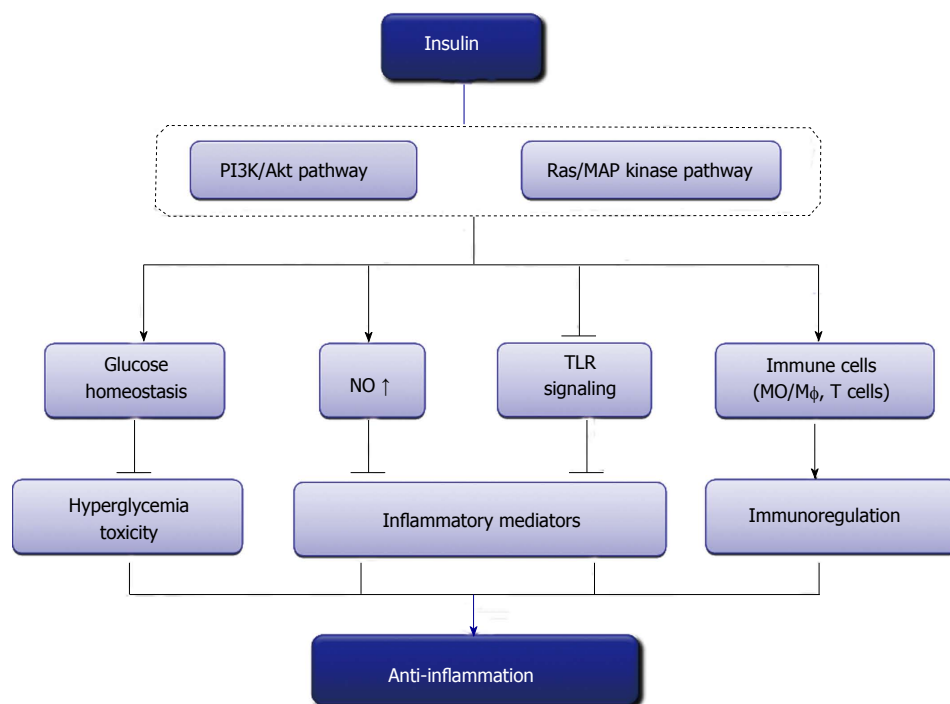 Insulin
PI3K/Akt pathway
Ras/MAP kinase pathway
Glucose
homeostasis
NO ↑
TLR
signaling
Immune cells
(MO/Mϕ, T cells)
Hyperglycemia
toxicity
Inflammatory mediators
Immunoregulation
Anti-inflammation